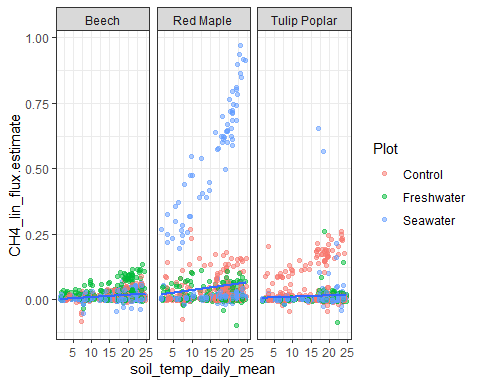 Beech Red Maple Tulip Poplar
1.00
0.75
0.50
0.25
0.00
CH4_lin_flux.estimate
5 10 15 20 25 5 10 15 20 25 5 10 15 20 25
soil_temp_daily_mean
Plot
Control
Freshwater
Seawater